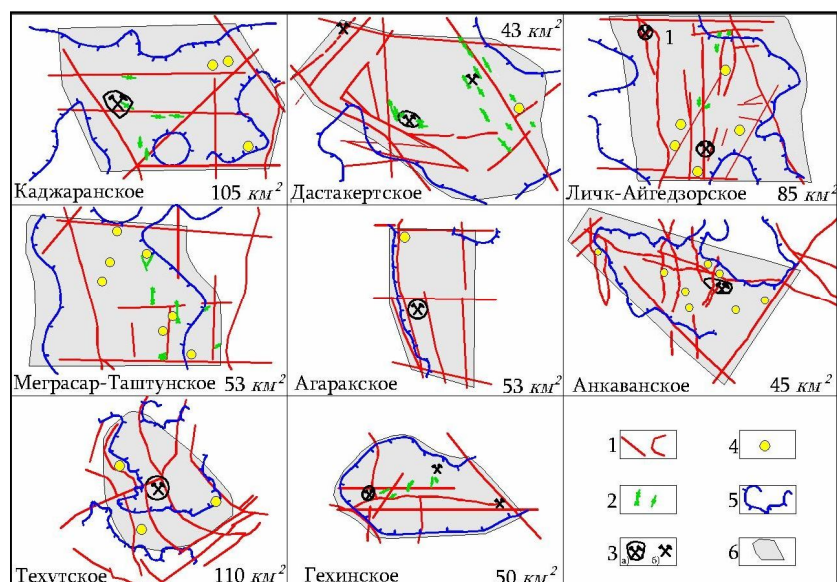 43 км²
1
Каджаранское 105 км²
Дастакертское
Личк-Айгедзорское 85 км²
Меграсар-Таштунское 53 км²
Агаракское 53 км²
Анкаванское 45 км²
1
4
2
5
3 а) б)
6
Техутское 110 км²
Гехинское 50 км²